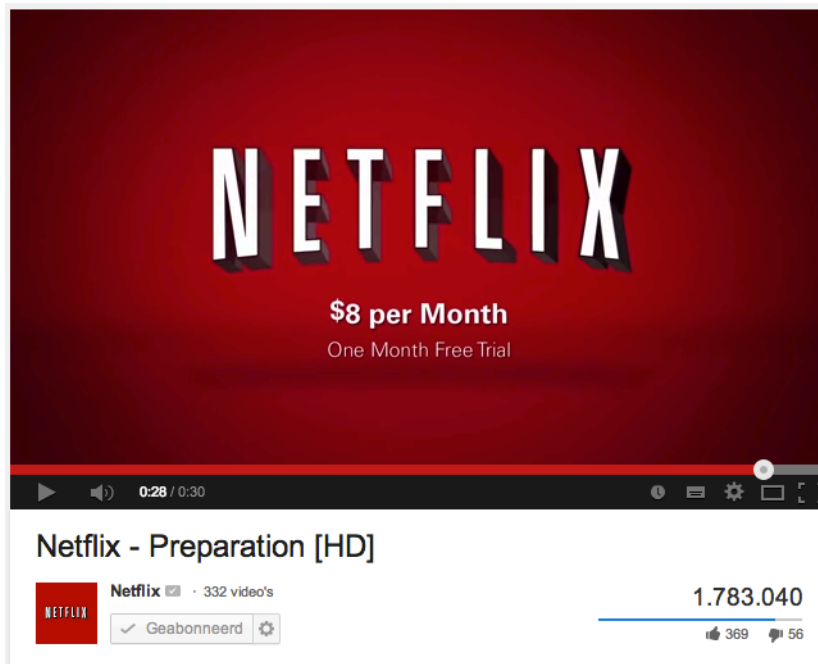 NETFLIX
$8 per Month
One Month Free Trial
0:28 / 0:30
Netflix - Preparation [HD]
NETFLIX
Netflix · 332 video's
Geabonneerd
1.783.040
369 56